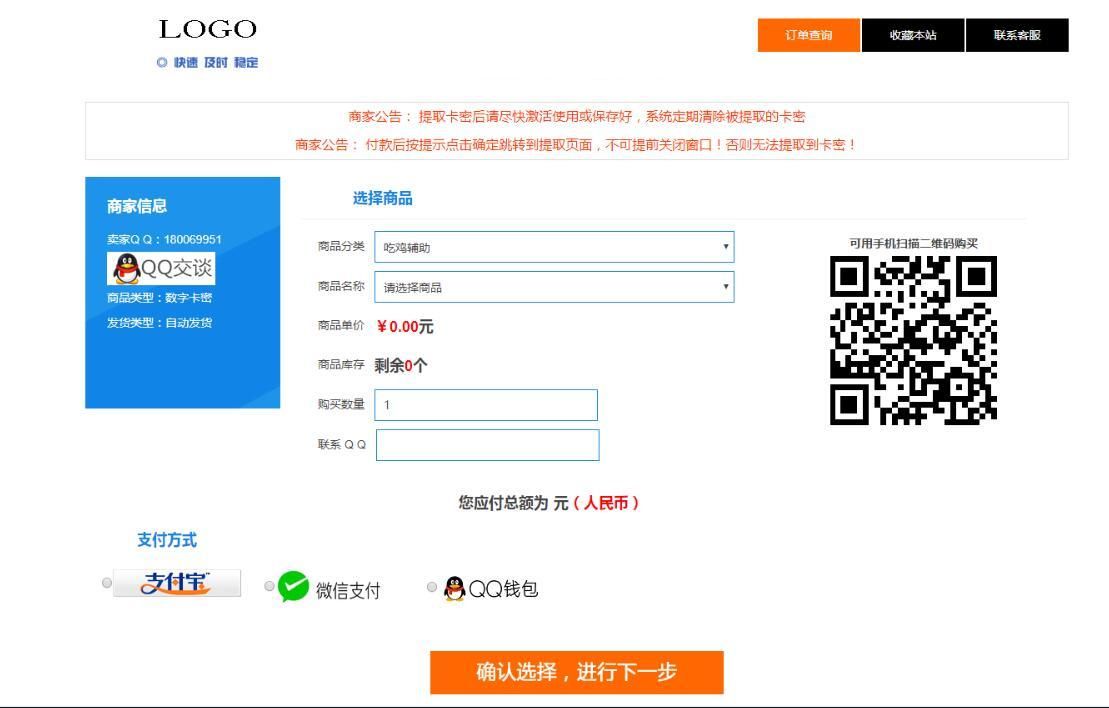 LOGO
◎ 快速 及时 稳定
订单查询
收藏本站
联系客服
商家公告： 提取卡密后请尽快激活使用或保存好，系统定期清除被提取的卡密
商家公告： 付款后按提示点击确定跳转到提取页面，不可提前关闭窗口！否则无法提取到卡密！
商家信息
卖家Q Q：180069951
QQ交谈
商品类型：数字卡密
发货类型：自动发货
选择商品
商品分类 吃鸡辅助
商品名称 请选择商品
商品单价 ￥0.00元
商品库存 剩余0个
购买数量 1
联系 Q Q
可用手机扫描二维码购买
您应付总额为 元（人民币）
支付方式
支付宝
微信支付
QQ钱包
确认选择，进行下一步